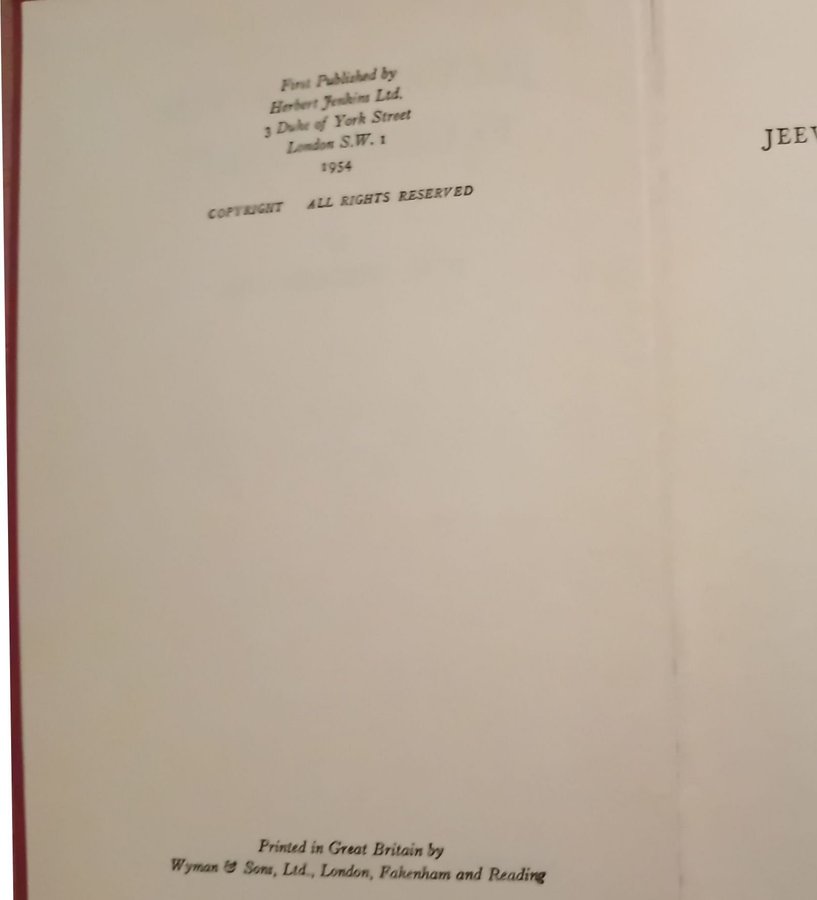 First Published by
Herbert Jenkins Ltd.
3 Duke of York Street
London S.W. 1
1954
COPYRIGHT ALL RIGHTS RESERVED
JEEV
Printed in Great Britain by
Wyman & Sons, Ltd., London, Fakenham and Reading